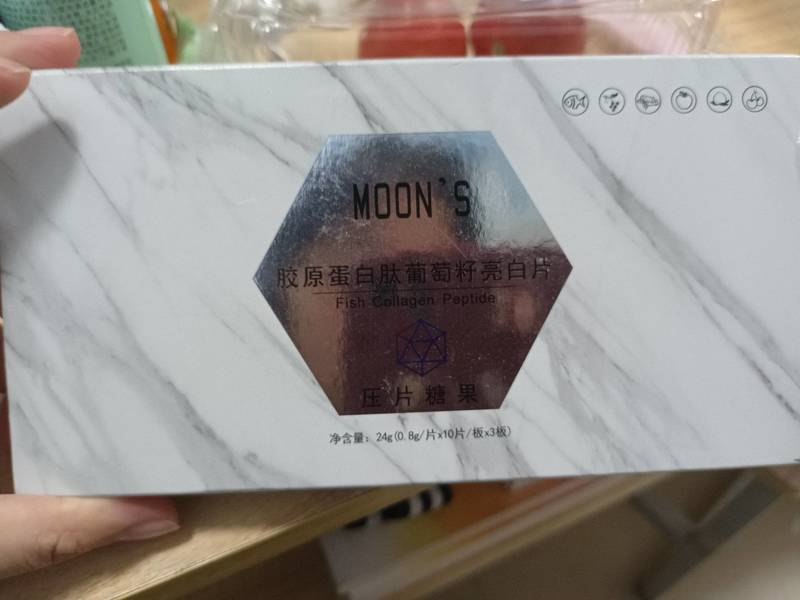 MOON'S
胶原蛋白肽葡萄籽亮白片
Fish Collagen Peptide
压片糖果
净含量：24g(0.8g/片x10片/板x3板)